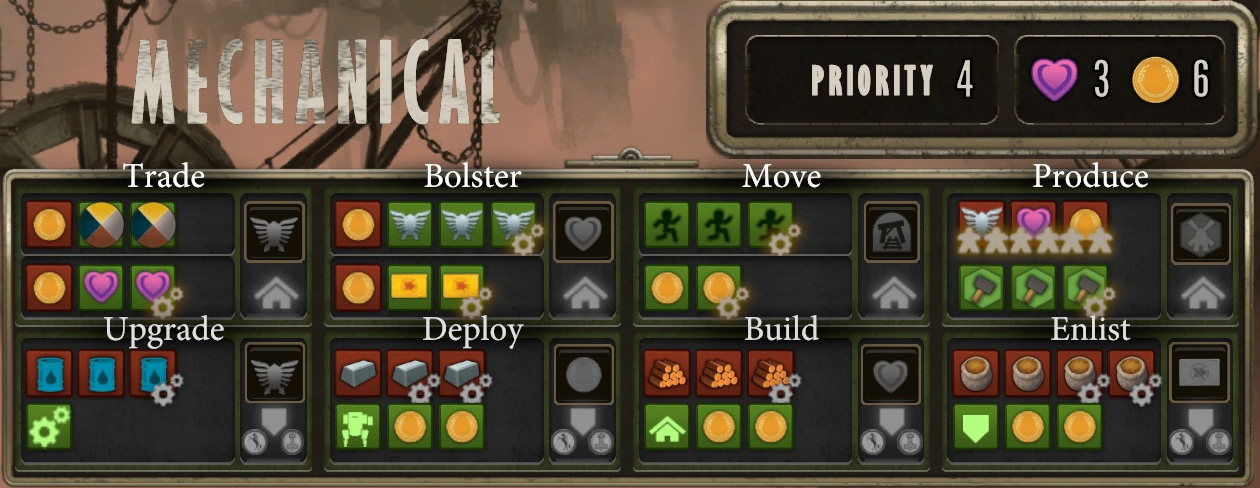 MECHANICAL
PRIORITY 4
3 6
Trade Bolster Move Produce
Upgrade Deploy Build Enlist